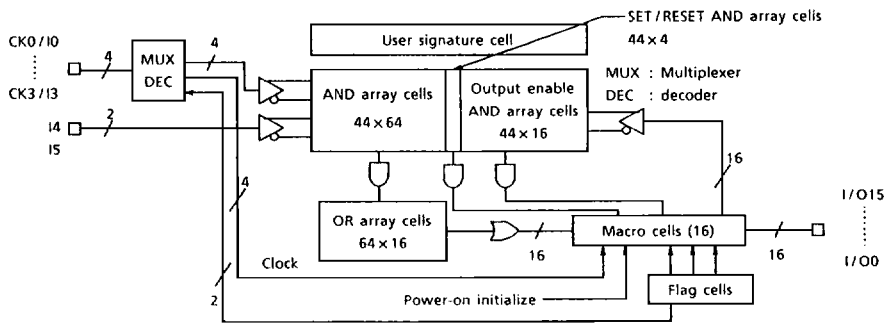 SET/RESET AND array cells
44×4
CK0/I0
CK3/I3
4
MUX
DEC
4
User signature cell
AND array cells
44×64
Output enable
AND array cells
44×16
MUX : Multiplexer
DEC : decoder
I4
I5
2
16
4
OR array cells
64×16
16
Macro cells (16)
16
I/O15
I/O0
Clock
2
Power-on initialize
Flag cells